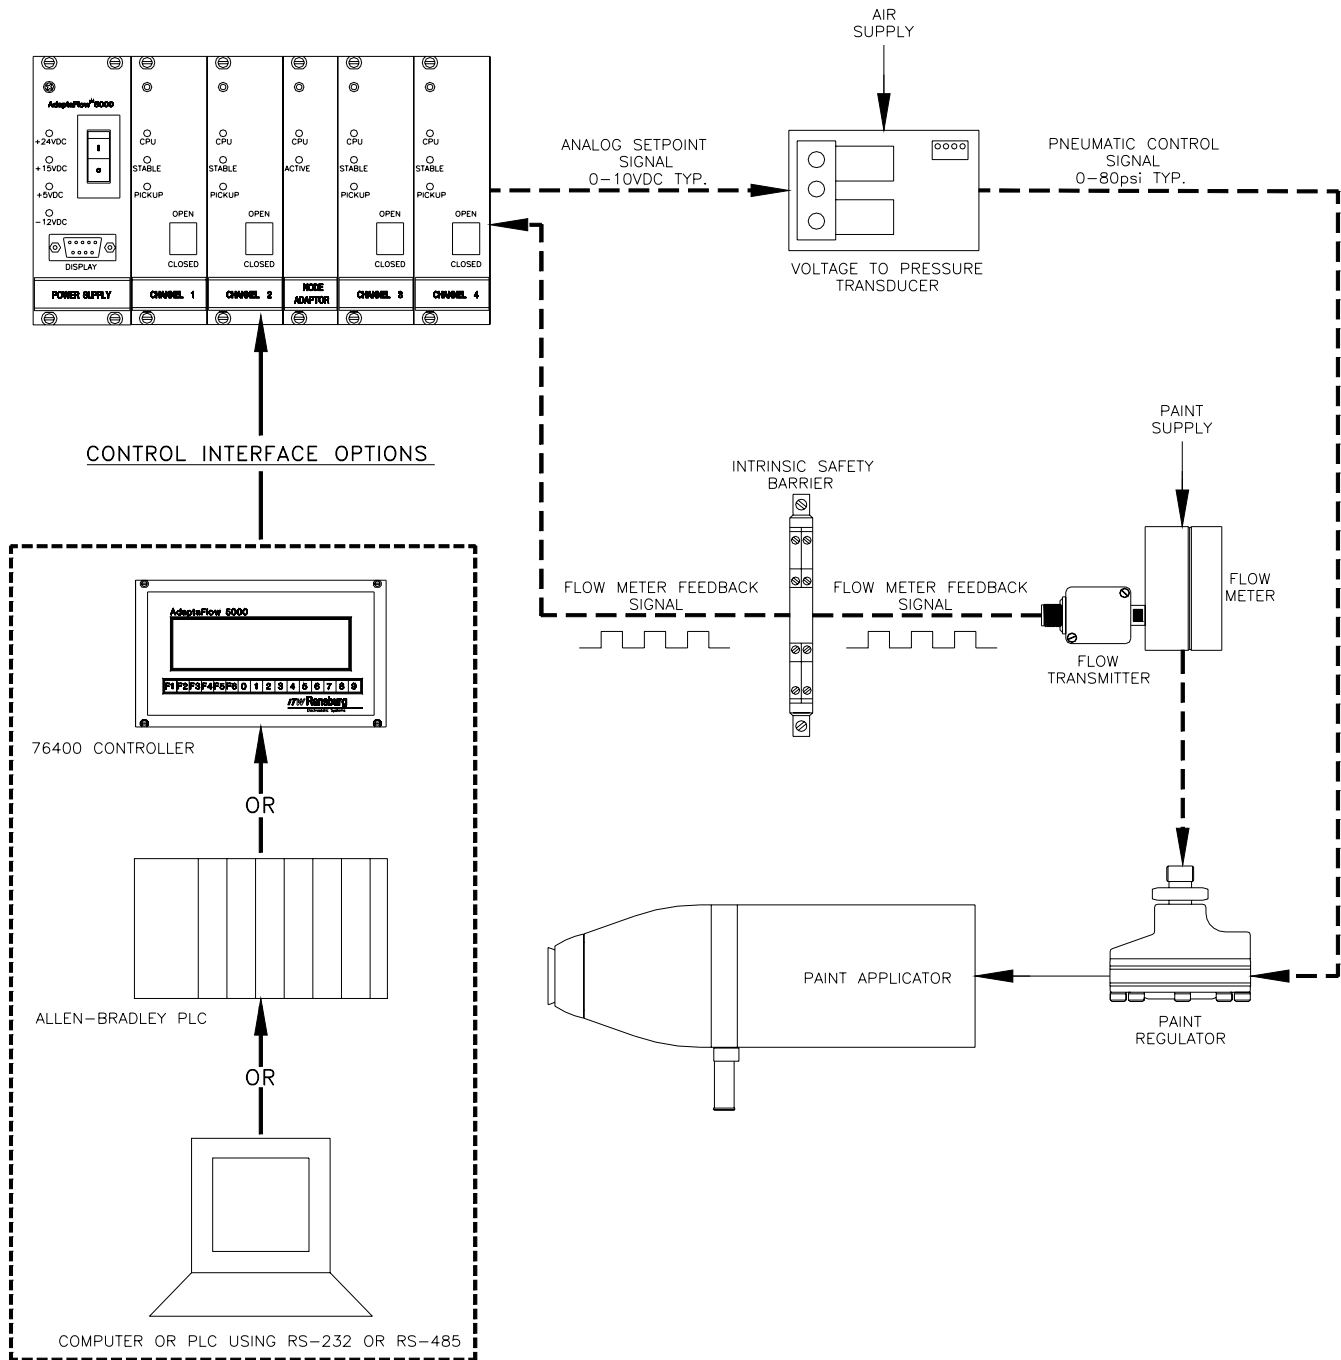 AIR
SUPPLY
AdaptaFlow™ 5000
+24VDC
+15VDC
+5VDC
-12VDC
I
O
DISPLAY
POWER SUPPLY
CPU
STABLE
PICKUP
OPEN
CLOSED
CHANNEL 1
CPU
STABLE
PICKUP
OPEN
CLOSED
CHANNEL 2
CPU
ACTIVE
NODE
ADAPTOR
CPU
STABLE
PICKUP
OPEN
CLOSED
CHANNEL 3
CPU
STABLE
PICKUP
OPEN
CLOSED
CHANNEL 4
ANALOG SETPOINT
SIGNAL
0-10VDC TYP.
VOLTAGE TO PRESSURE
TRANSDUCER
PNEUMATIC CONTROL
SIGNAL
0-80psi TYP.
CONTROL INTERFACE OPTIONS
PAINT
SUPPLY
INTRINSIC SAFETY
BARRIER
FLOW METER FEEDBACK
SIGNAL
FLOW METER FEEDBACK
SIGNAL
FLOW
METER
FLOW
TRANSMITTER
AdaptaFlow 5000
F1 F2 F3 F4 F5 F6 0 1 2 3 4 5 6 7 8 9
ITW Ransburg
Electrostatic Systems
76400 CONTROLLER
OR
ALLEN-BRADLEY PLC
OR
COMPUTER OR PLC USING RS-232 OR RS-485
PAINT APPLICATOR
PAINT
REGULATOR